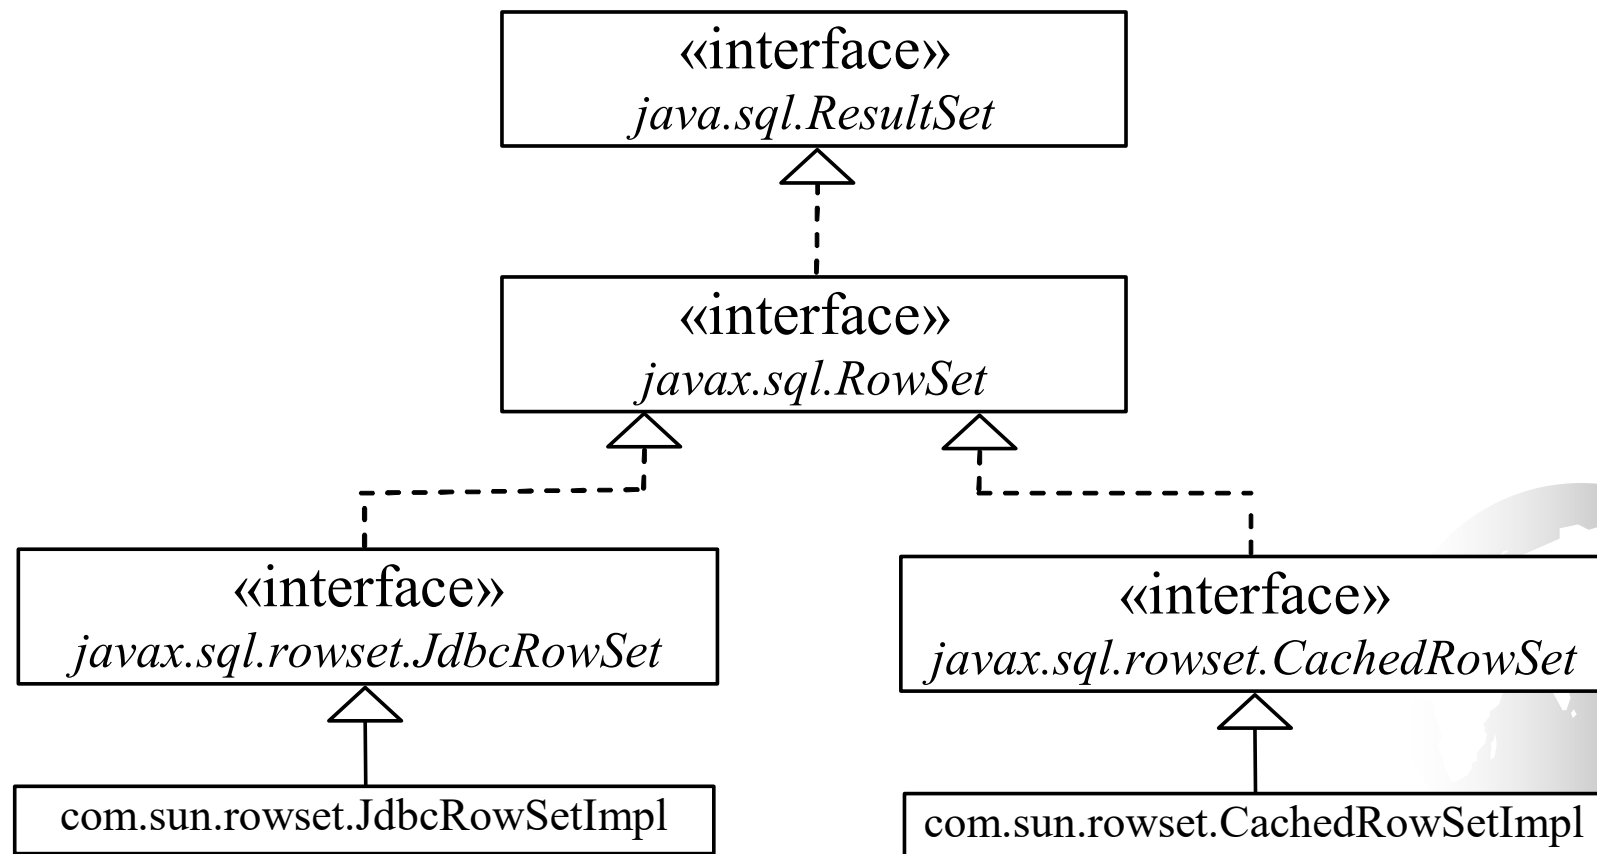 «interface»
java.sql.ResultSet
«interface»
javax.sql.RowSet
«interface»
javax.sql.rowset.JdbcRowSet
«interface»
javax.sql.rowset.CachedRowSet
com.sun.rowset.JdbcRowSetImpl
com.sun.rowset.CachedRowSetImpl